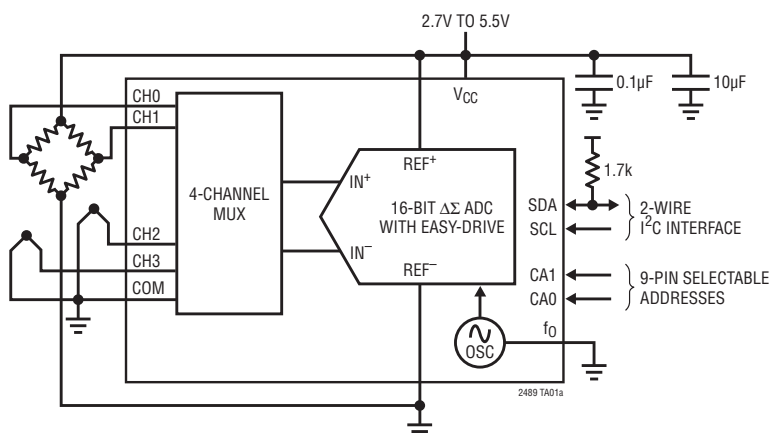 2.7V TO 5.5V
0.1µF
10µF
CH0
CH1
VCC
1.7k
REF+
IN+
4-CHANNEL
MUX
16-BIT ΔΣ ADC
WITH EASY-DRIVE
SDA
SCL
2-WIRE
I2C INTERFACE
CH2
CH3
COM
IN−
REF−
CA1
CA0
9-PIN SELECTABLE
ADDRESSES
fO
OSC
2489 TA01a